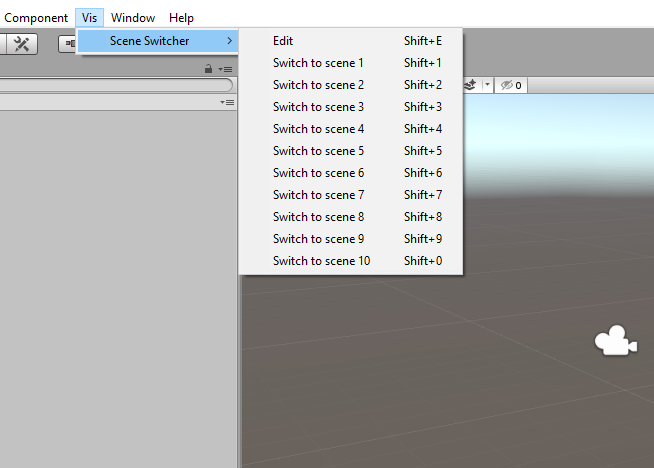 Component Vis Window Help
Scene Switcher
Edit Shift+E
Switch to scene 1 Shift+1
Switch to scene 2 Shift+2
Switch to scene 3 Shift+3
Switch to scene 4 Shift+4
Switch to scene 5 Shift+5
Switch to scene 6 Shift+6
Switch to scene 7 Shift+7
Switch to scene 8 Shift+8
Switch to scene 9 Shift+9
Switch to scene 10 Shift+0
0